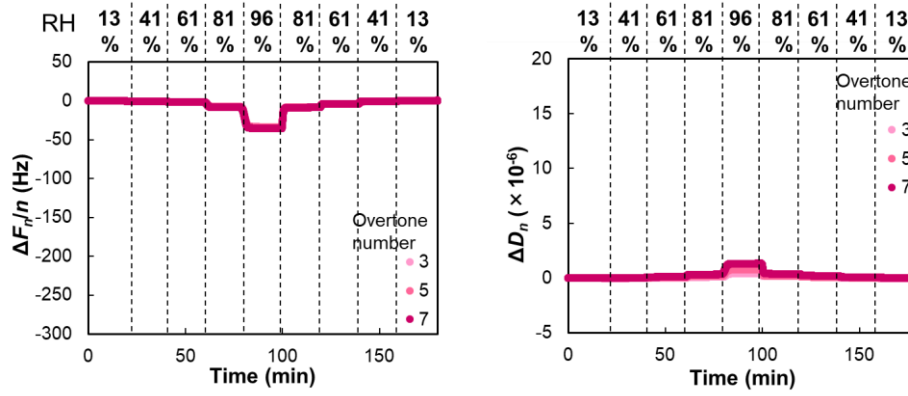 RH 13 % 41 % 61 % 81 % 96 % 81 % 61 % 41 % 13 %
50
0
-50
-100
-150
-200
-250
-300
ΔFn/n (Hz)
Overtone
number
3
5
7
0 50 100 150
Time (min)
13 % 41 % 61 % 81 % 96 % 81 % 61 % 41 % 13 %
20
15
10
5
0
-5
ΔDn ( × 10⁻⁶)
Overtone
number
3
5
7
0 50 100 150
Time (min)